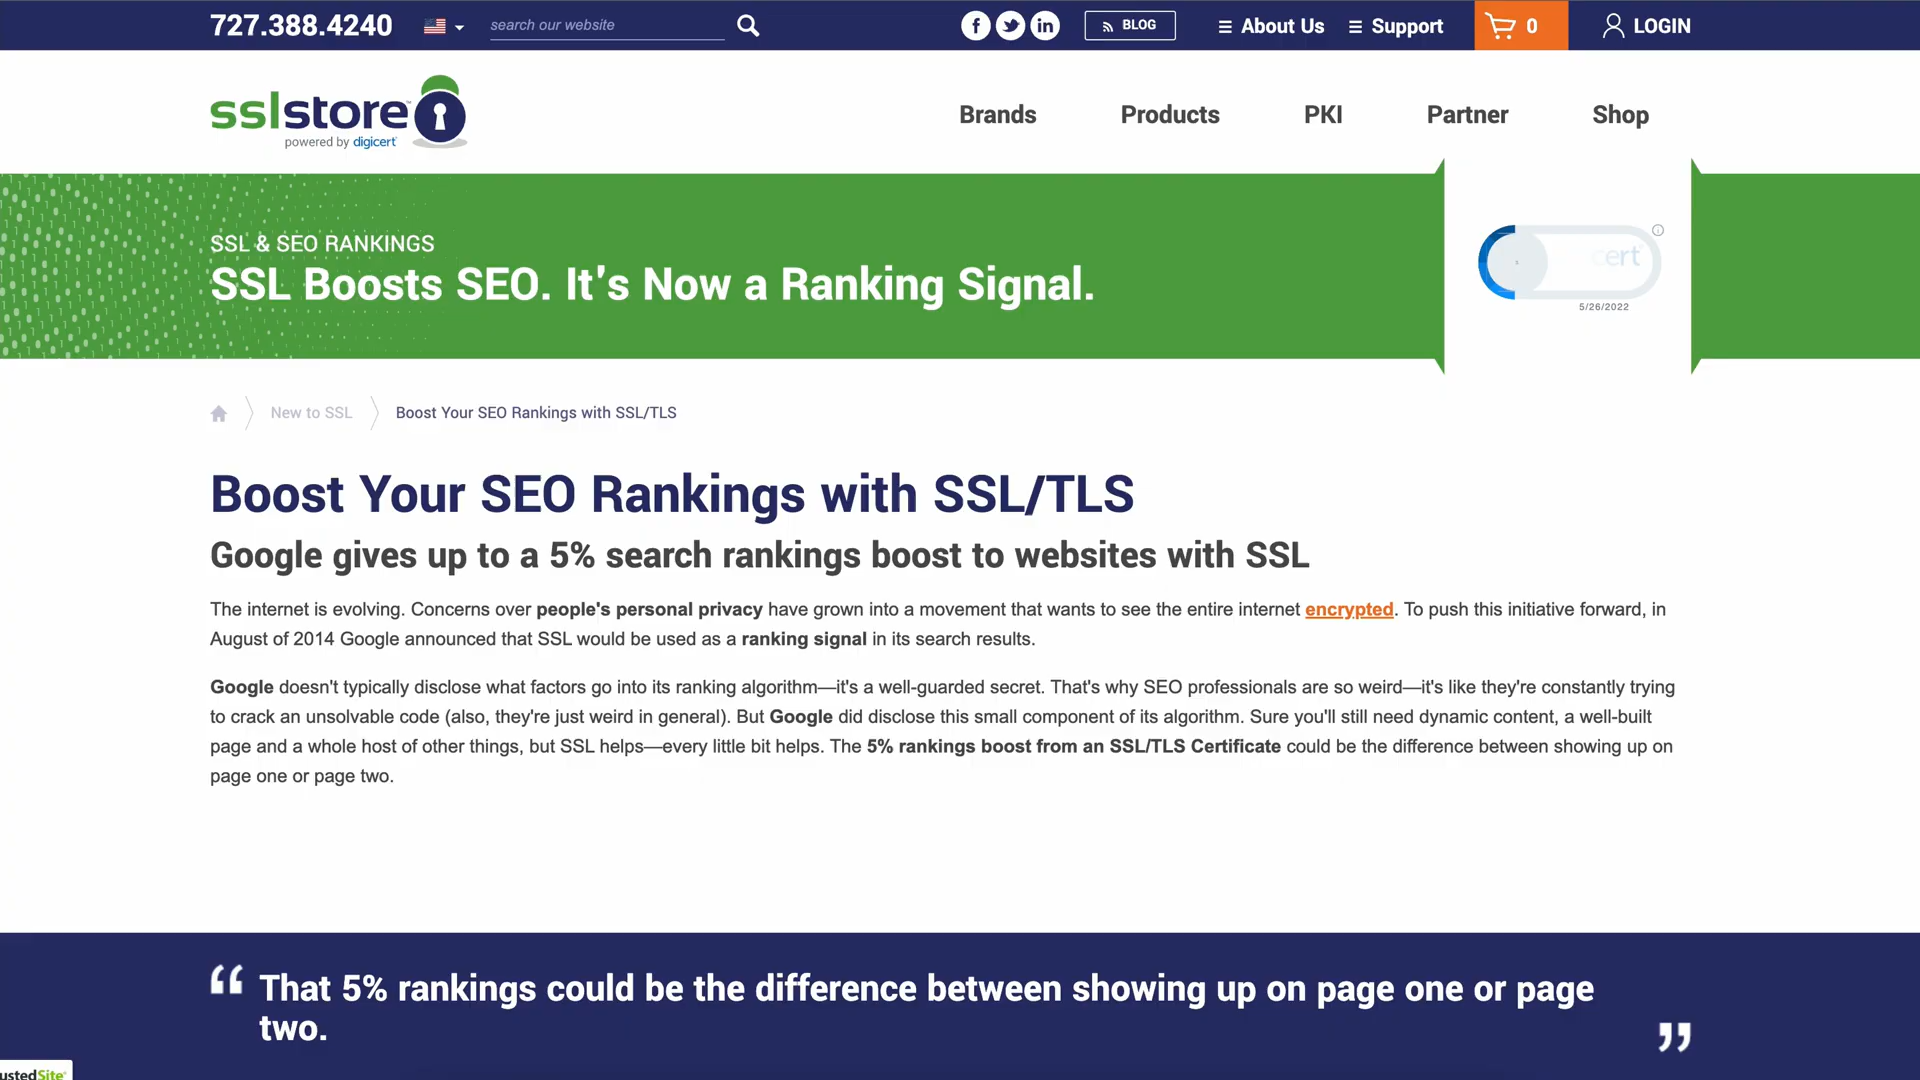 727.388.4240
search our website
BLOG
About Us
Support
0
LOGIN
sslstore
powered by digicert
Brands
Products
PKI
Partner
Shop
SSL & SEO RANKINGS
SSL Boosts SEO. It's Now a Ranking Signal.
cert
5/26/2022
New to SSL
Boost Your SEO Rankings with SSL/TLS
Boost Your SEO Rankings with SSL/TLS
Google gives up to a 5% search rankings boost to websites with SSL
The internet is evolving. Concerns over people's personal privacy have grown into a movement that wants to see the entire internet encrypted. To push this initiative forward, in
August of 2014 Google announced that SSL would be used as a ranking signal in its search results.
Google doesn't typically disclose what factors go into its ranking algorithm—it's a well-guarded secret. That's why SEO professionals are so weird—it's like they're constantly trying
to crack an unsolvable code (also, they're just weird in general). But Google did disclose this small component of its algorithm. Sure you'll still need dynamic content, a well-built
page and a whole host of other things, but SSL helps—every little bit helps. The 5% rankings boost from an SSL/TLS Certificate could be the difference between showing up on
page one or page two.
“ That 5% rankings could be the difference between showing up on page one or page
two. ”
ustedSite